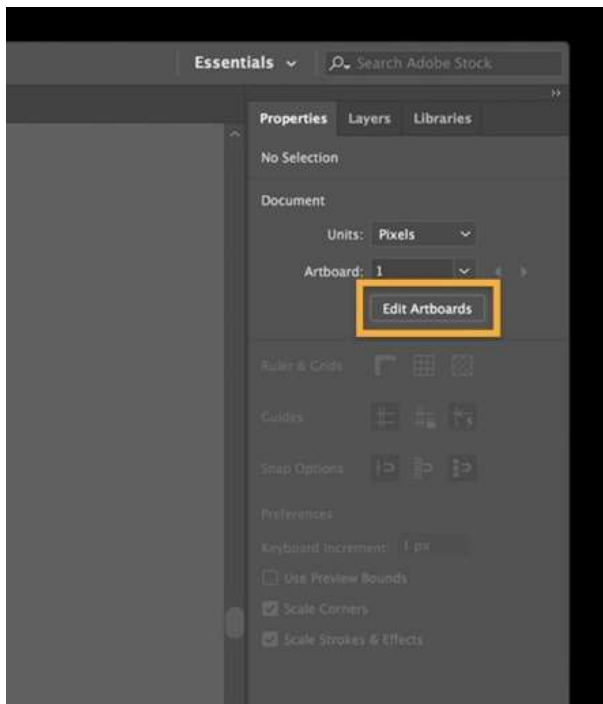 Essentials
Search Adobe Stock
Properties Layers Libraries
No Selection
Document
Units: Pixels
Artboard: 1
Edit Artboards
Ruler & Grids
Guides
Snap Options
Preferences
Keyboard Increment: 1 px
Use Preview Bounds
Scale Corners
Scale Strokes & Effects